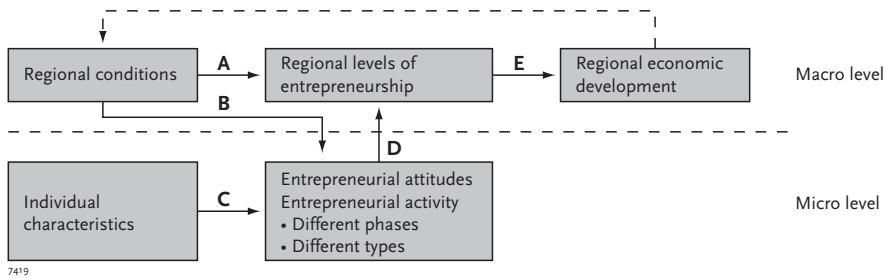 Regional conditions
A
Regional levels of
entrepreneurship
E
Regional economic
development
Macro level
B
D
Individual
characteristics
C
Entrepreneurial attitudes
Entrepreneurial activity
• Different phases
• Different types
Micro level
7419